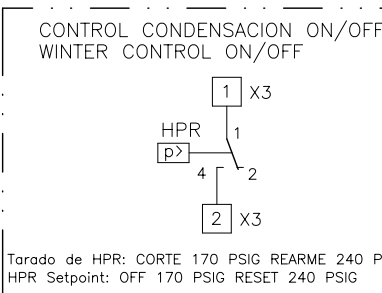 CONTROL CONDENSACION ON/OFF
WINTER CONTROL ON/OFF
1 X3
HPR 1
p>
4 2
2 X3
Tarado de HPR: CORTE 170 PSIG REARME 240 P
HPR Setpoint: OFF 170 PSIG RESET 240 PSIG